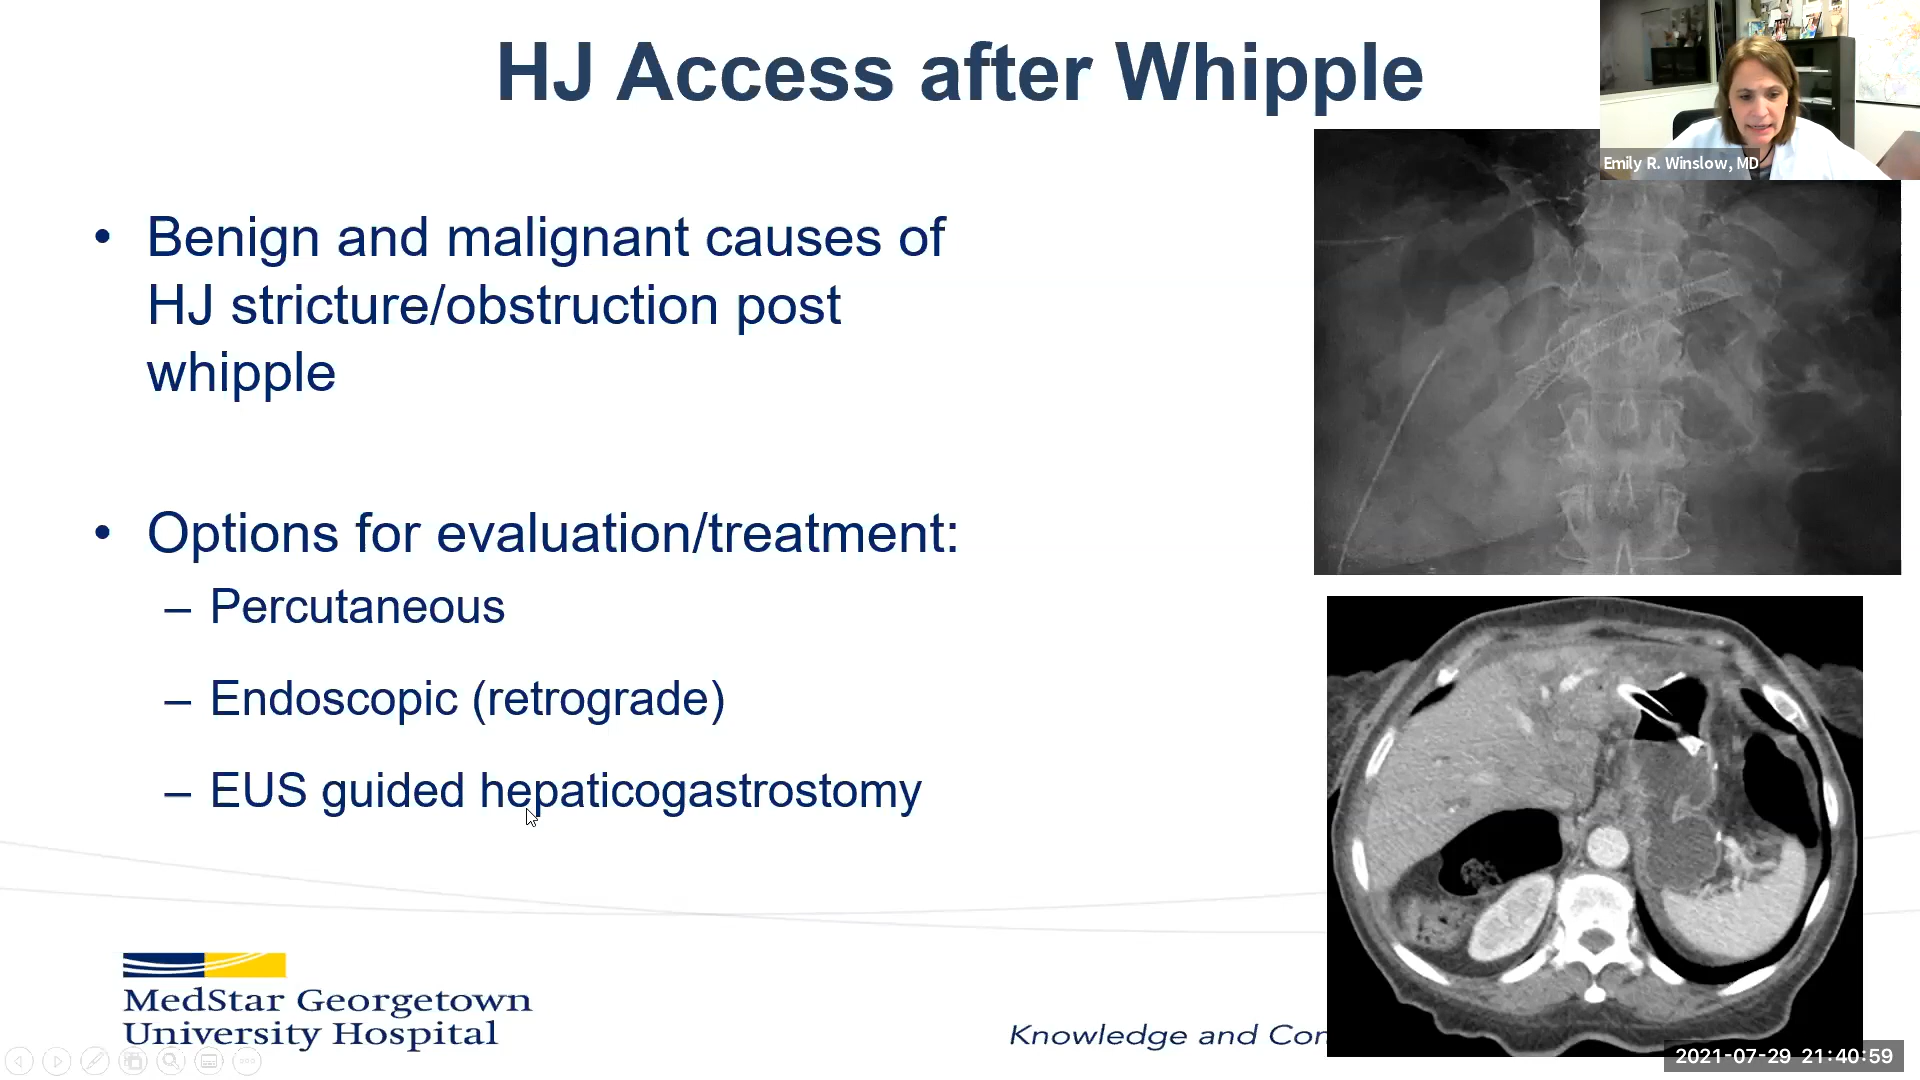 HJ Access after Whipple
Emily R. Winslow, MD
• Benign and malignant causes of
HJ stricture/obstruction post
whipple
• Options for evaluation/treatment:
– Percutaneous
– Endoscopic (retrograde)
– EUS guided hepaticogastrostomy
MedStar Georgetown
University Hospital
Knowledge and Con
2021-07-29 21:40:59